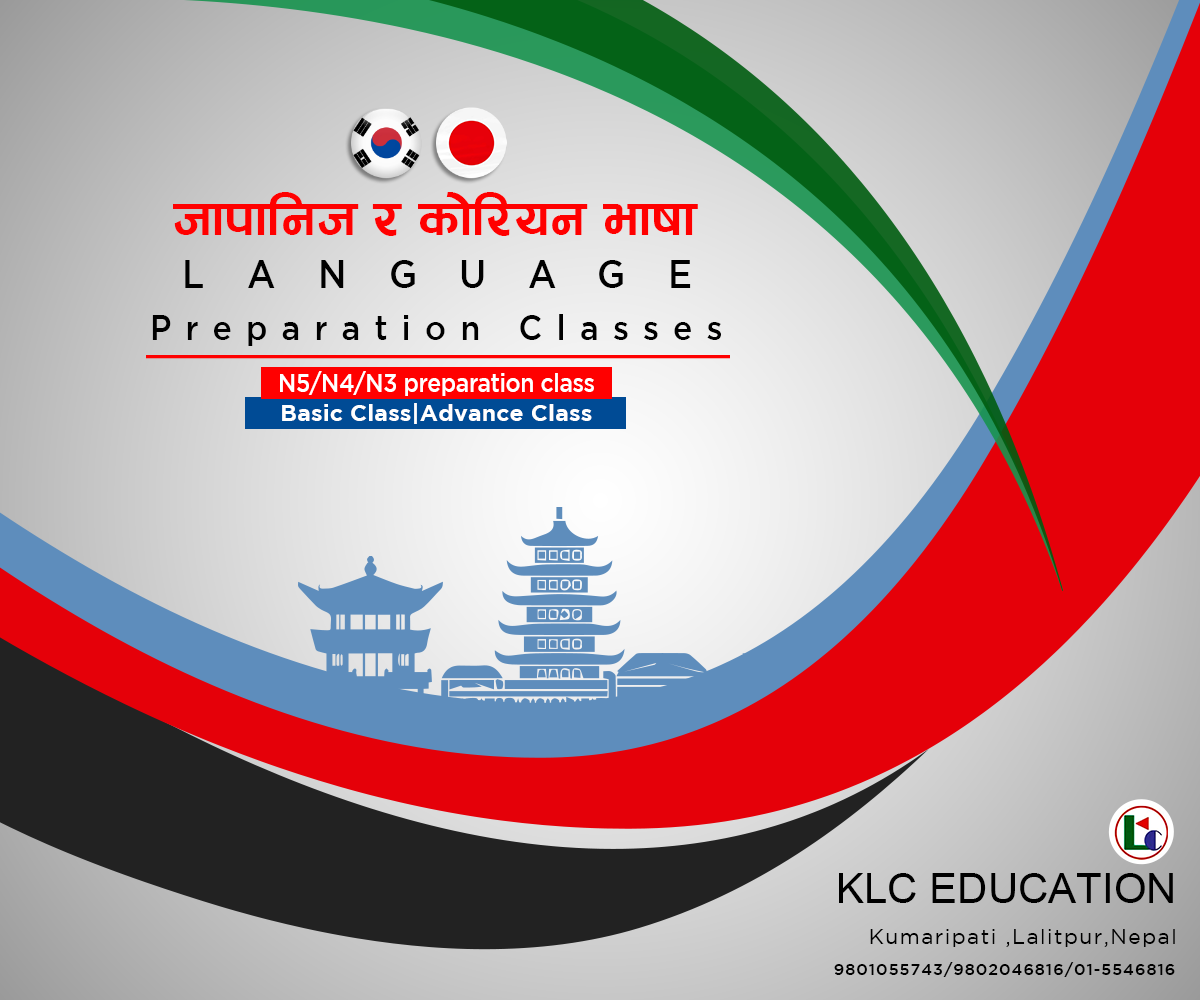 जापानिज र कोरियन भाषा
LANGUAGE
Preparation Classes
N5/N4/N3 preparation class
Basic Class|Advance Class
KLC EDUCATION
Kumaripati ,Lalitpur,Nepal
9801055743/9802046816/01-5546816